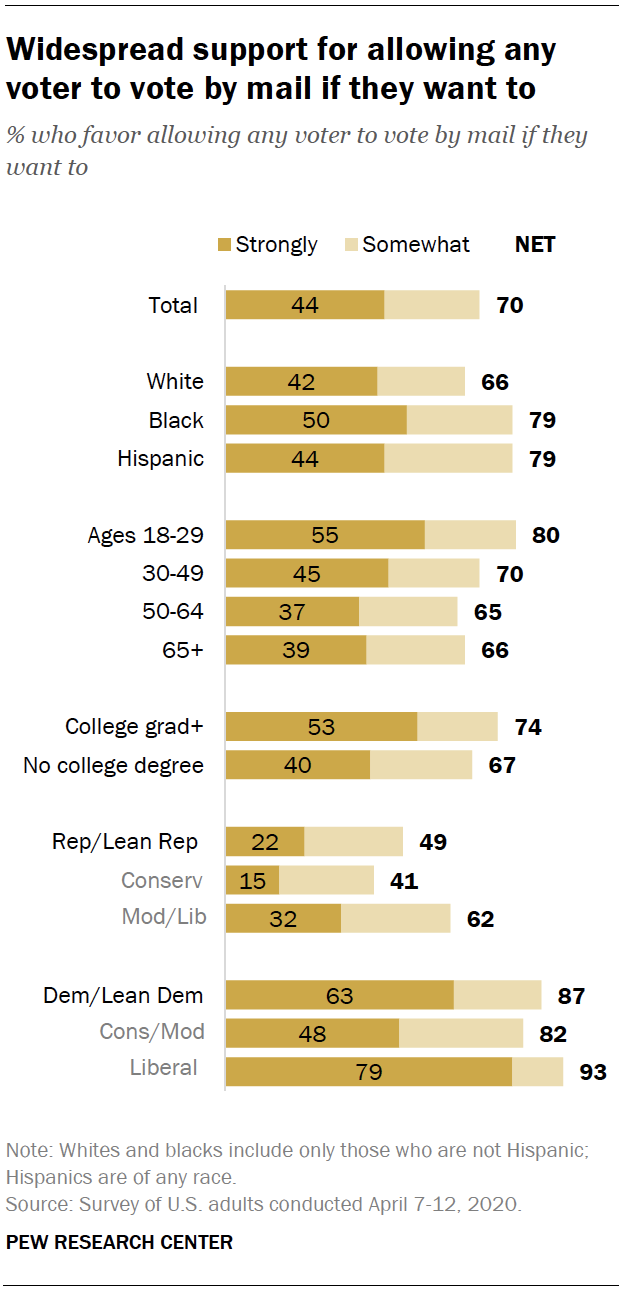 Widespread support for allowing any
voter to vote by mail if they want to
% who favor allowing any voter to vote by mail if they
want to
Strongly Somewhat NET
Total 44 70
White 42 66
Black 50 79
Hispanic 44 79
Ages 18-29 55 80
30-49 45 70
50-64 37 65
65+ 39 66
College grad+ 53 74
No college degree 40 67
Rep/Lean Rep 22 49
Conserv 15 41
Mod/Lib 32 62
Dem/Lean Dem 63 87
Cons/Mod 48 82
Liberal 79 93
Note: Whites and blacks include only those who are not Hispanic;
Hispanics are of any race.
Source: Survey of U.S. adults conducted April 7-12, 2020.
PEW RESEARCH CENTER